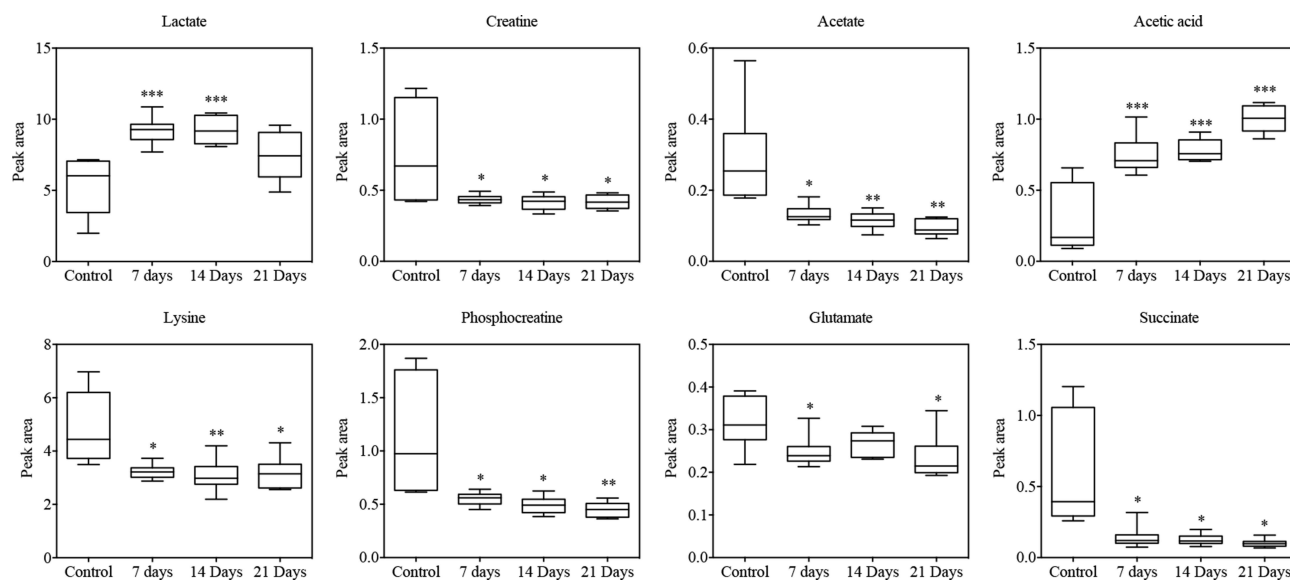 Lactate
Creatine
Acetate
Acetic acid
15
10
5
0
Peak area
***
***
Control
7 days
14 Days
21 Days
1.5
1.0
0.5
0.0
Peak area
*
*
*
Control
7 days
14 Days
21 Days
0.6
0.4
0.2
0.0
Peak area
*
**
**
Control
7 days
14 Days
21 Days
1.5
1.0
0.5
0.0
Peak area
***
***
***
Control
7 days
14 Days
21 Days
Lysine
Phosphocreatine
Glutamate
Succinate
8
6
4
2
0
Peak area
*
**
*
Control
7 days
14 Days
21 Days
2.0
1.5
1.0
0.5
0.0
Peak area
*
*
**
Control
7 days
14 Days
21 Days
0.5
0.4
0.3
0.2
0.1
0.0
Peak area
*
*
Control
7 days
14 Days
21 Days
1.5
1.0
0.5
0.0
Peak area
*
*
*
Control
7 days
14 Days
21 Days